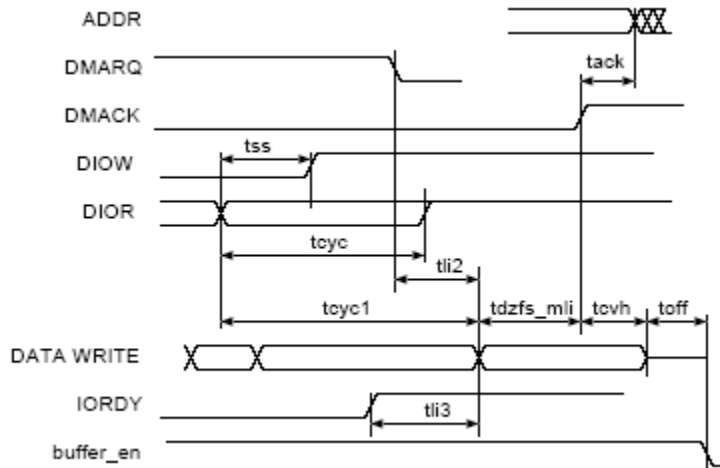 ADDR
tack
DMARQ
DMACK
tss
DIOW
DIOR
tcyc
tli2
tcyc1 tdzfs_mli tcvh toff
DATA WRITE
IORDY
tli3
buffer_en